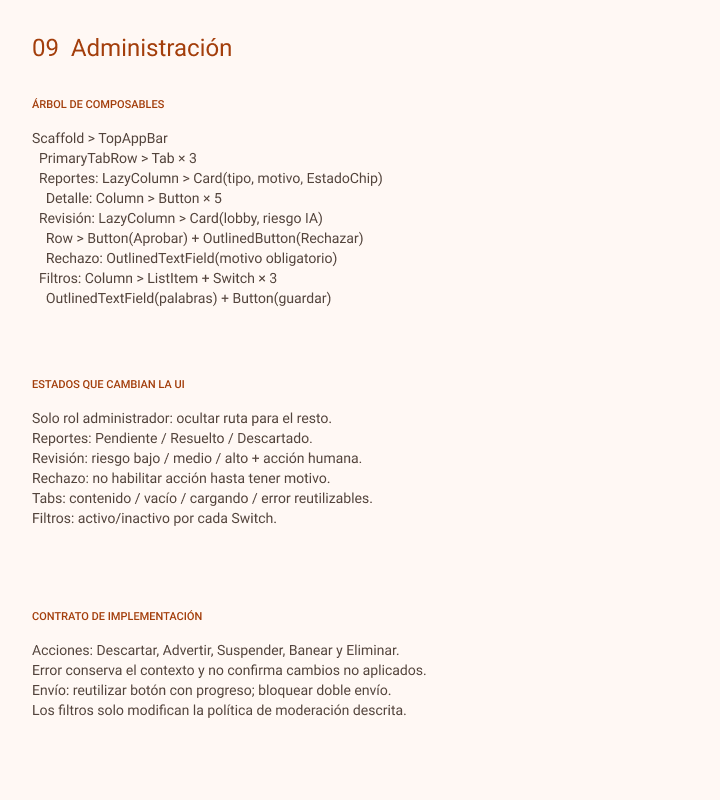 09 Administración
ÁRBOL DE COMPOSABLES
Scaffold > TopAppBar
PrimaryTabRow > Tab × 3
Reportes: LazyColumn > Card(tipo, motivo, EstadoChip)
Detalle: Column > Button × 5
Revisión: LazyColumn > Card(lobby, riesgo IA)
Row > Button(Aprobar) + OutlinedButton(Rechazar)
Rechazo: OutlinedTextField(motivo obligatorio)
Filtros: Column > ListItem + Switch × 3
OutlinedTextField(palabras) + Button(guardar)
ESTADOS QUE CAMBIAN LA UI
Solo rol administrador: ocultar ruta para el resto.
Reportes: Pendiente / Resuelto / Descartado.
Revisión: riesgo bajo / medio / alto + acción humana.
Rechazo: no habilitar acción hasta tener motivo.
Tabs: contenido / vacío / cargando / error reutilizables.
Filtros: activo/inactivo por cada Switch.
CONTRATO DE IMPLEMENTACIÓN
Acciones: Descartar, Advertir, Suspender, Banear y Eliminar.
Error conserva el contexto y no confirma cambios no aplicados.
Envío: reutilizar botón con progreso; bloquear doble envío.
Los filtros solo modifican la política de moderación descrita.